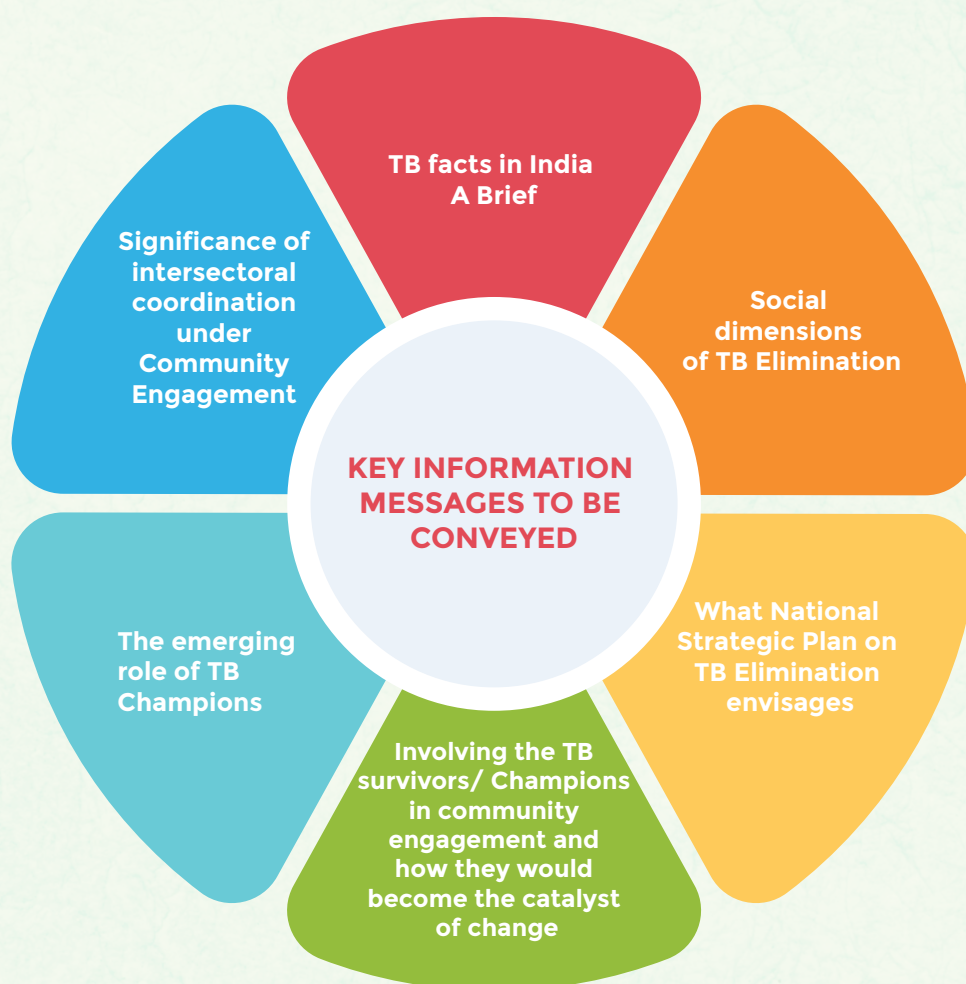 TB facts in India
A Brief
Social
dimensions
of TB Elimination
What National
Strategic Plan on
TB Elimination
envisages
Involving the TB
survivors/ Champions
in community
engagement and
how they would
become the catalyst
of change
The emerging
role of TB
Champions
Significance of
intersectoral
coordination
under
Community
Engagement
KEY INFORMATION
MESSAGES TO BE
CONVEYED